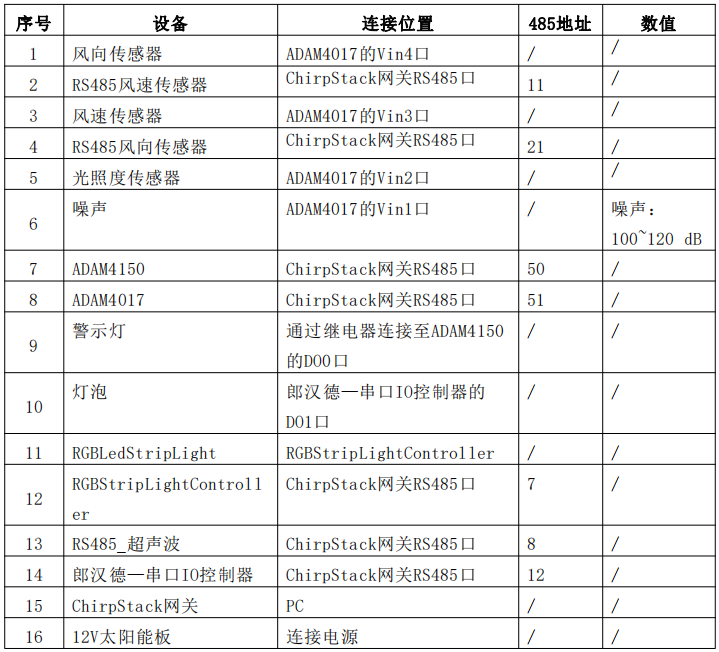 序号 设备 连接位置 485地址 数值
1 风向传感器 ADAM4017的Vin4口 / /
2 RS485风速传感器 ChirpStack网关RS485口 11 /
3 风速传感器 ADAM4017的Vin3口 / /
4 RS485风向传感器 ChirpStack网关RS485口 21 /
5 光照度传感器 ADAM4017的Vin2口 / /
6 噪声 ADAM4017的Vin1口 / 噪声：
100~120 dB
7 ADAM4150 ChirpStack网关RS485口 50 /
8 ADAM4017 ChirpStack网关RS485口 51 /
9 警示灯 通过继电器连接至ADAM4150 / /
的DO0口
10 灯泡 郎汉德—串口IO控制器的 / /
DO1口
11 RGBLedStripLight RGBStripLightController / /
12 RGBStripLightControll ChirpStack网关RS485口 7 /
er
13 RS485_超声波 ChirpStack网关RS485口 8 /
14 郎汉德—串口IO控制器 ChirpStack网关RS485口 12 /
15 ChirpStack网关 PC / /
16 12V太阳能板 连接电源 / /